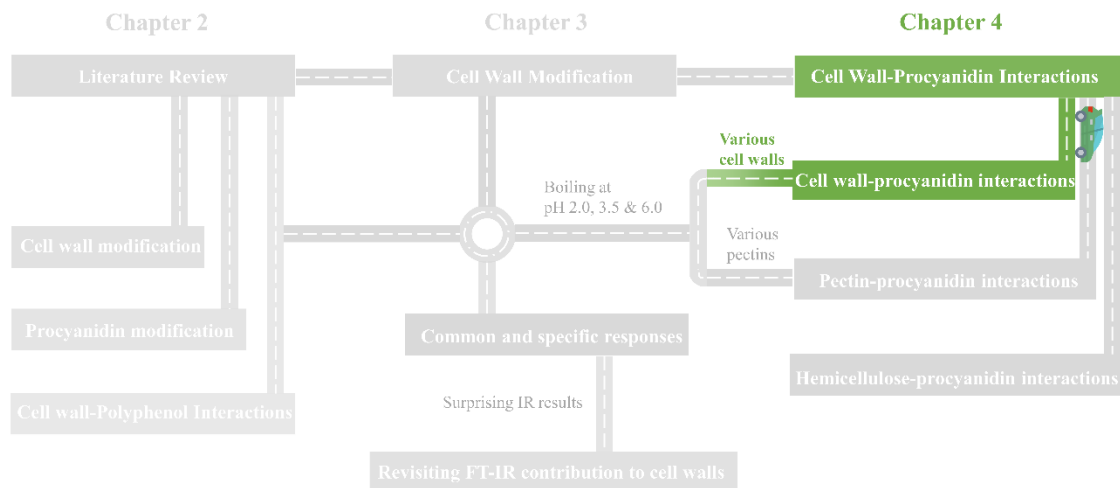 Chapter 2
Chapter 3
Chapter 4
Literature Review
Cell Wall Modification
Cell Wall-Procyanidin Interactions
Various
cell walls
Cell wall-procyanidin interactions
Boiling at
pH 2.0, 3.5 & 6.0
Cell wall modification
Various
pectins
Pectin-procyanidin interactions
Procyanidin modification
Common and specific responses
Hemicellulose-procyanidin interactions
Cell wall-Polyphenol Interactions
Surprising IR results
Revisiting FT-IR contribution to cell walls